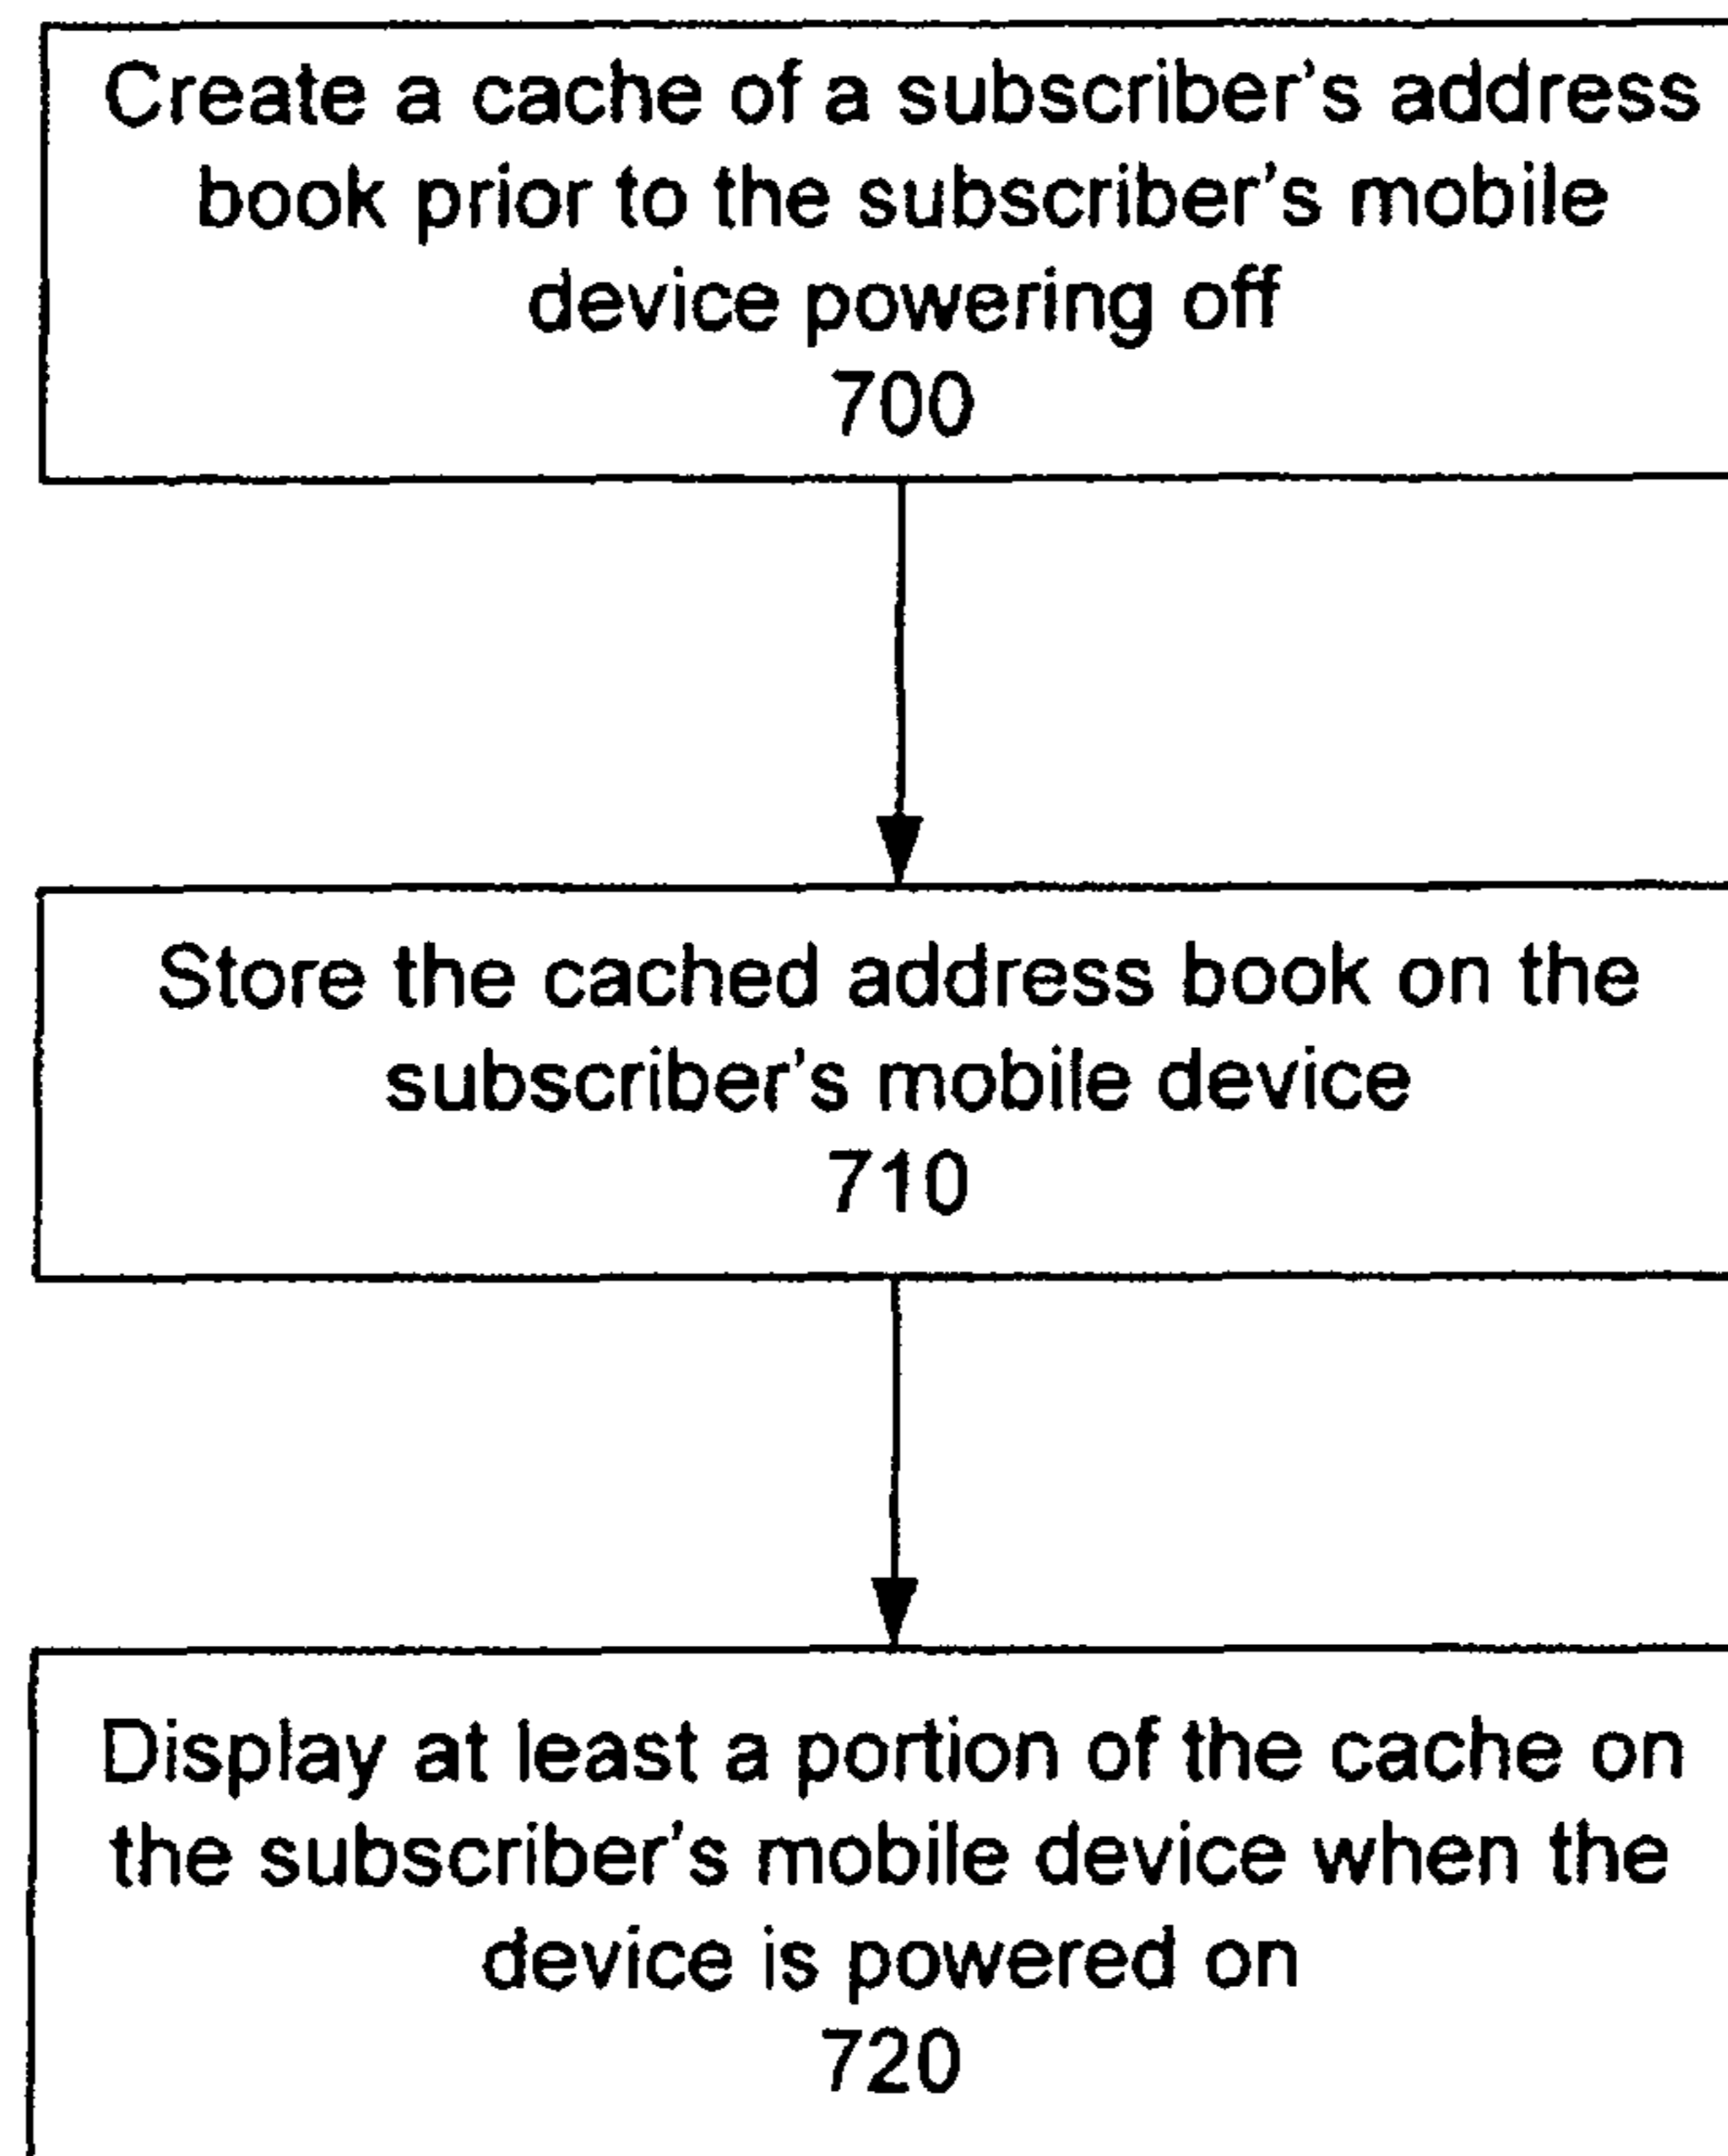 Create a cache of a subscriber's address
book prior to the subscriber's mobile
device powering off
700
Store the cached address book on the
subscriber's mobile device
710
Display at least a portion of the cache on
the subscriber's mobile device when the
device is powered on
720